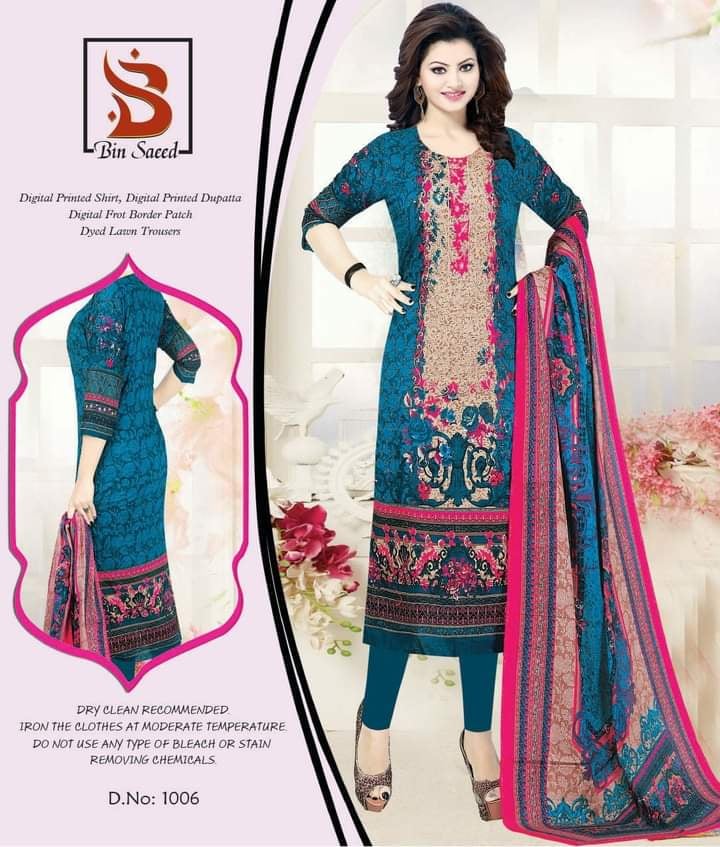 Bin Saeed
Digital Printed Shirt, Digital Printed Dupatta
Digital Frot Border Patch
Dyed Lawn Trousers
DRY CLEAN RECOMMENDED.
IRON THE CLOTHES AT MODERATE TEMPERATURE.
DO NOT USE ANY TYPE OF BLEACH OR STAIN
REMOVING CHEMICALS.
D.No: 1006